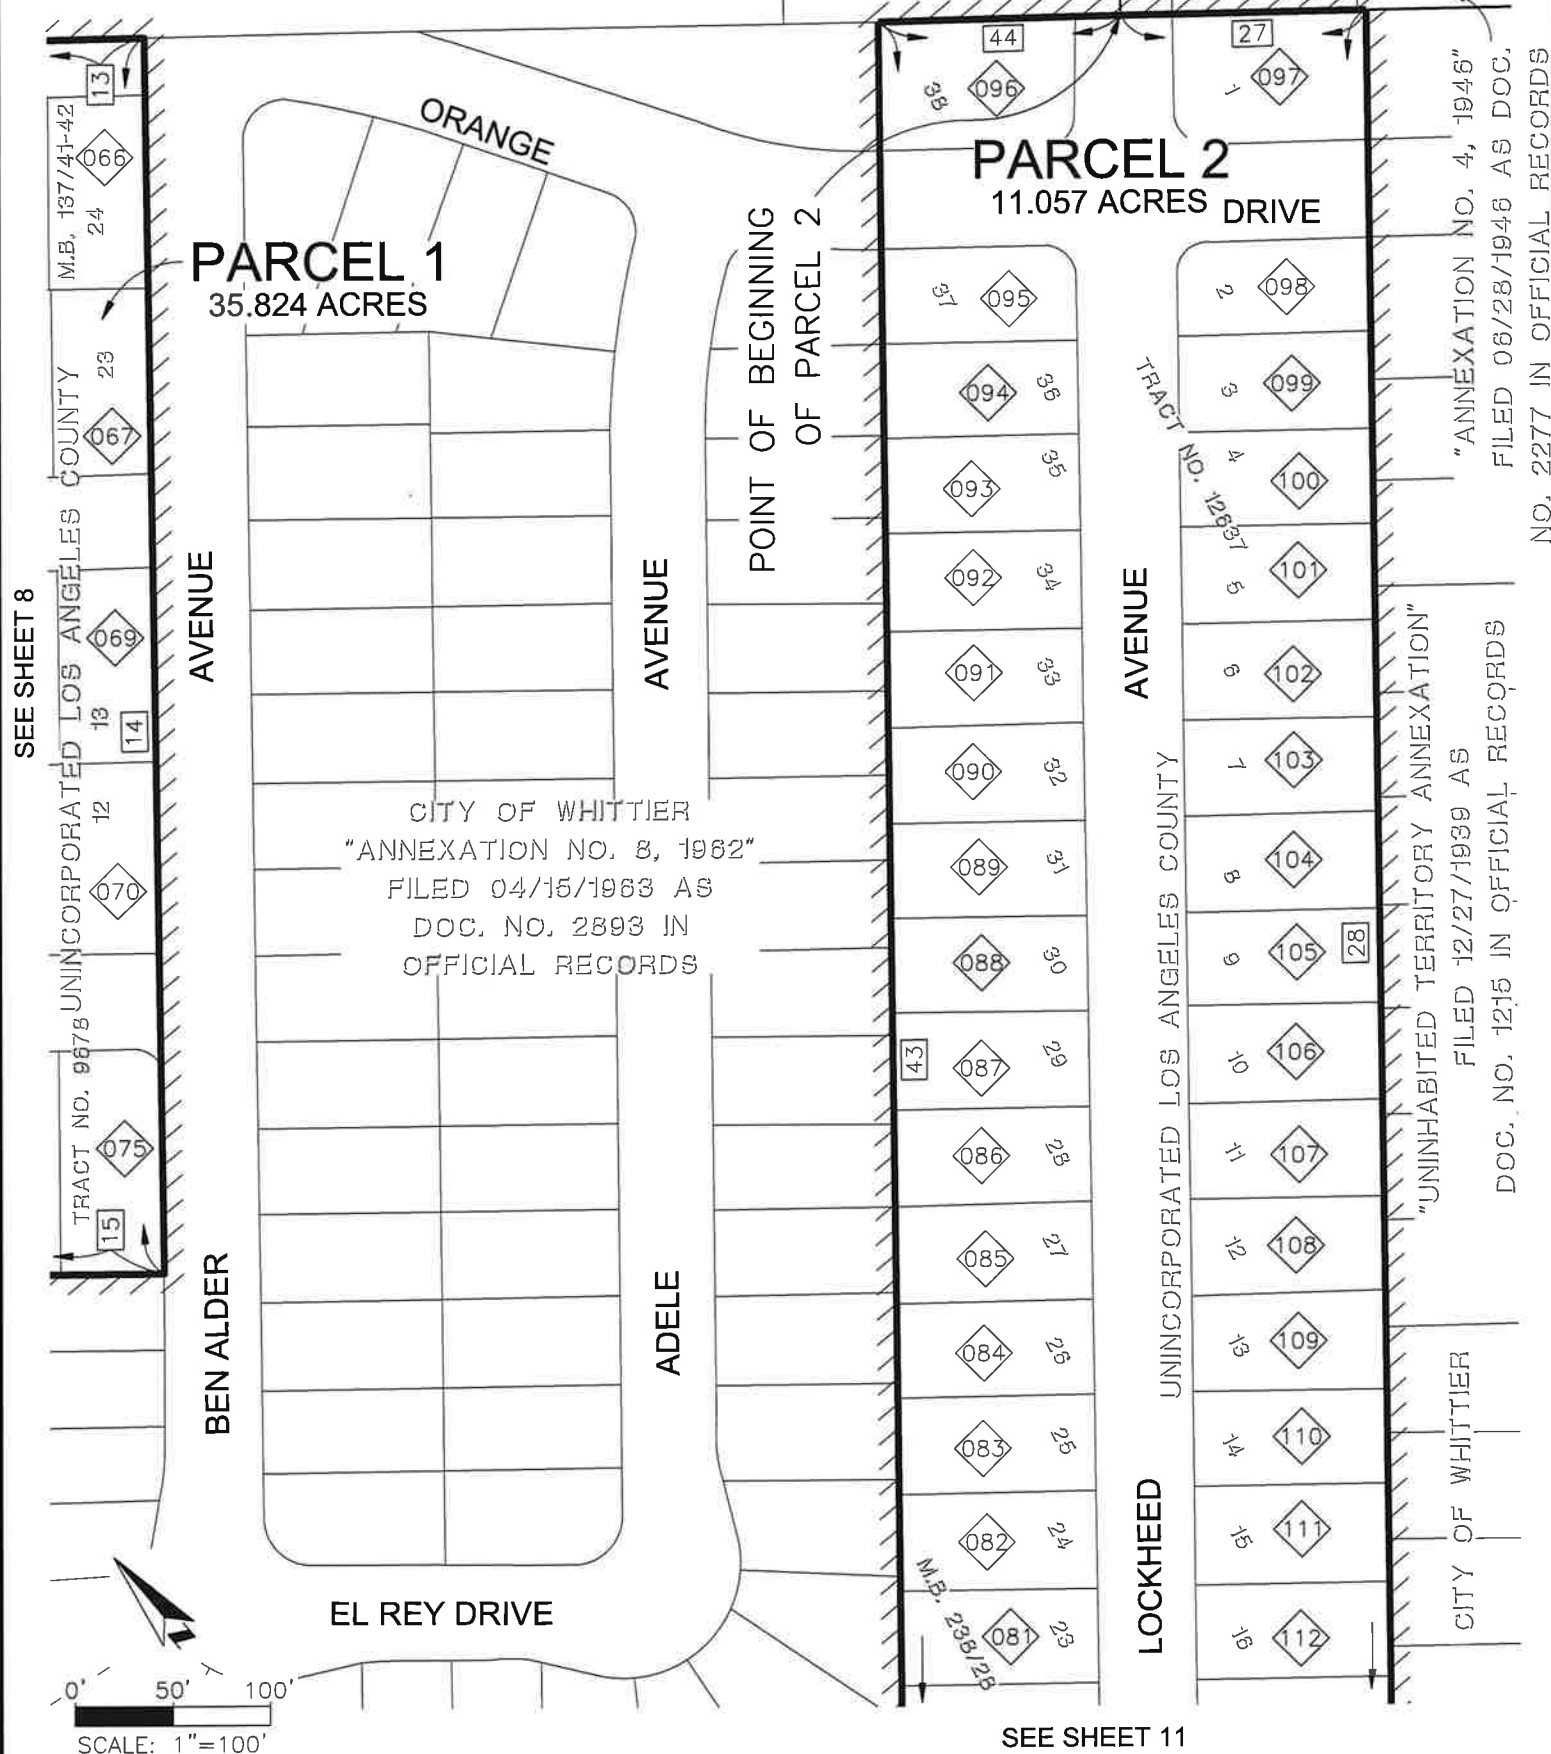 44
27
13
38
096
1
097
ORANGE
M.B. 137/41-42
066
24
PARCEL 1
35.824 ACRES
PARCEL 2
11.057 ACRES
DRIVE
POINT OF BEGINNING
OF PARCEL 2
"ANNEXATION NO. 4, 1946"
FILED 06/28/1946 AS DOC.
NO. 2277 IN OFFICIAL RECORDS
37
095
2
098
23
067
094
36
3
099
TRACT NO. 12637
093
35
4
100
092
34
5
101
SEE SHEET 8
UNINCORPORATED LOS ANGELES COUNTY
069
13
14
AVENUE
AVENUE
AVENUE
091
33
6
102
090
32
7
103
12
070
CITY OF WHITTIER
"ANNEXATION NO. 8, 1962"
FILED 04/15/1963 AS
DOC. NO. 2893 IN
OFFICIAL RECORDS
089
31
8
104
088
30
9
105
28
UNINCORPORATED LOS ANGELES COUNTY
"UNINHABITED TERRITORY ANNEXATION"
FILED 12/27/1939 AS
DOC. NO. 1215 IN OFFICIAL RECORDS
43
087
29
10
106
TRACT NO. 9678
075
15
086
28
11
107
085
27
12
108
BEN ALDER
ADELE
084
26
13
109
083
25
14
110
CITY OF WHITTIER
082
24
15
111
LOCKHEED
M.B. 238/28
081
23
16
112
EL REY DRIVE
0' 50' 100'
SCALE: 1"=100'
SEE SHEET 11